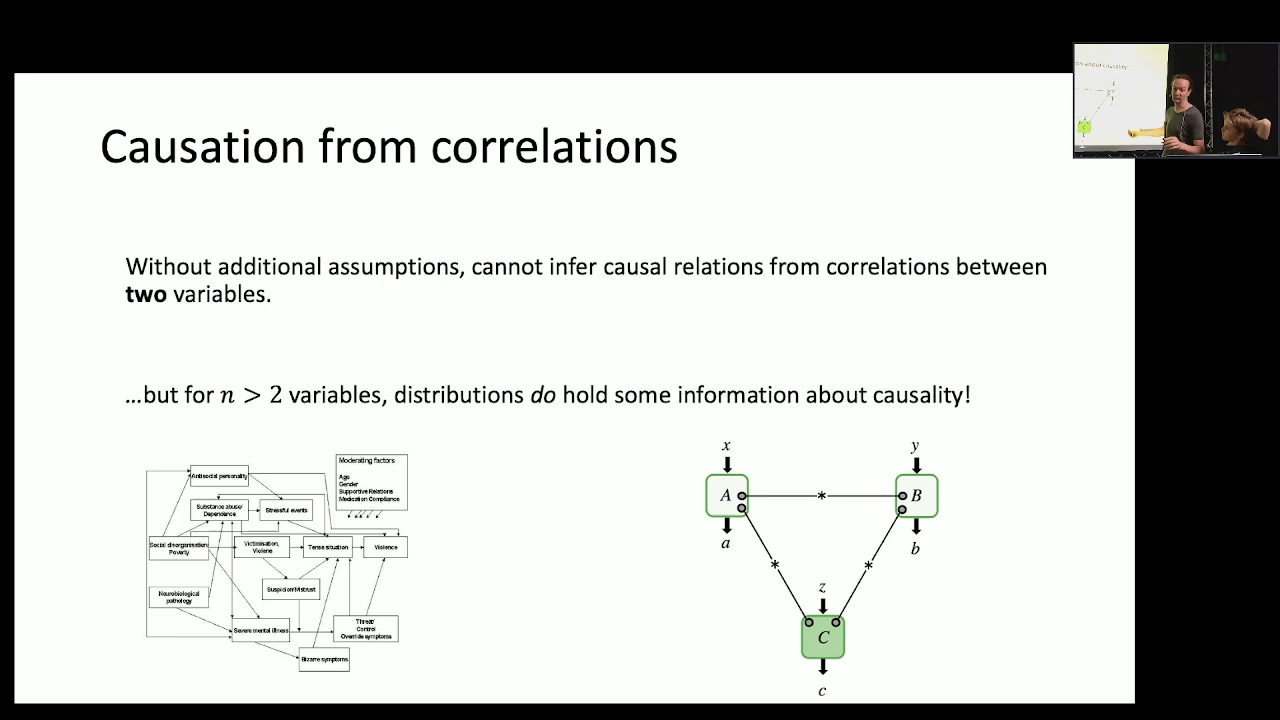 Causation from correlations
Without additional assumptions, cannot infer causal relations from correlations between
two variables.
...but for n > 2 variables, distributions do hold some information about causality!
Antisocial personality
Substance abuse/
Dependence
Stressful events
Moderating factors
Age
Gender
Supportive Relations
Medication Compliance
Social disorganisation
Poverty
Victimisation,
Violene
Tense situation
Violence
Suspicion/Mistrust
Neurobiological
pathology
Severe mental illness
Threat/
Control
Override symptoms
Bizarre symptoms
x
y
A
*
B
a
b
*
*
z
C
c